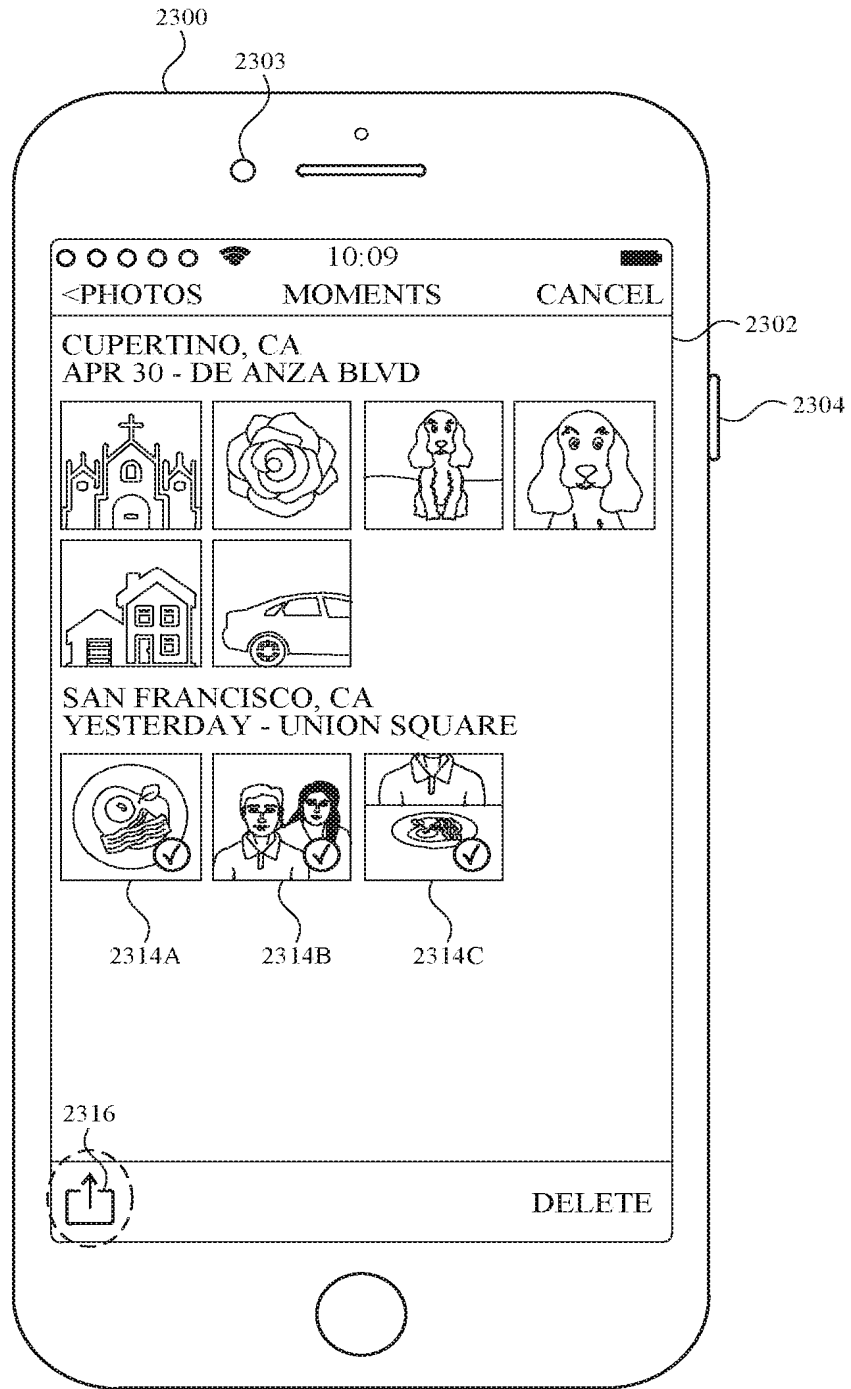 2300
2303
10:09
<PHOTOS MOMENTS CANCEL
2302
CUPERTINO, CA
APR 30 - DE ANZA BLVD
2304
SAN FRANCISCO, CA
YESTERDAY - UNION SQUARE
2314A 2314B 2314C
2316
DELETE